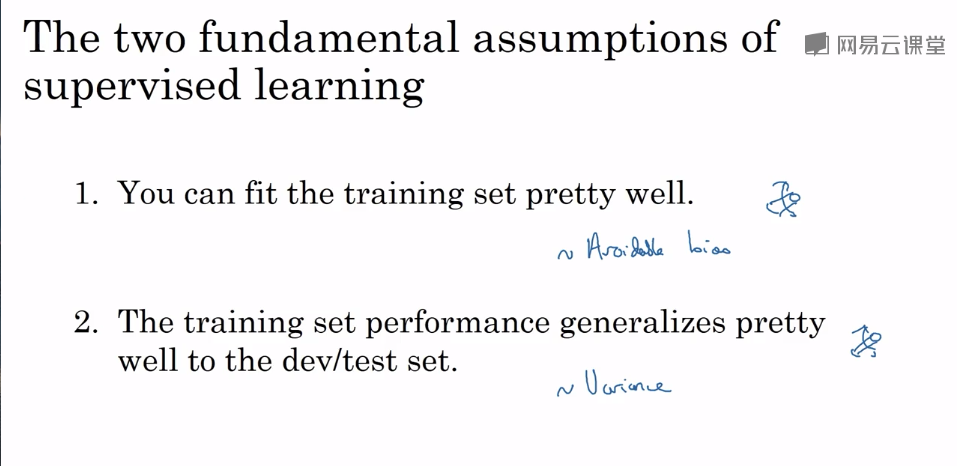 The two fundamental assumptions of
网易云课堂
supervised learning
1. You can fit the training set pretty well.
~ Avoidable bias
2. The training set performance generalizes pretty
well to the dev/test set.
~ Variance